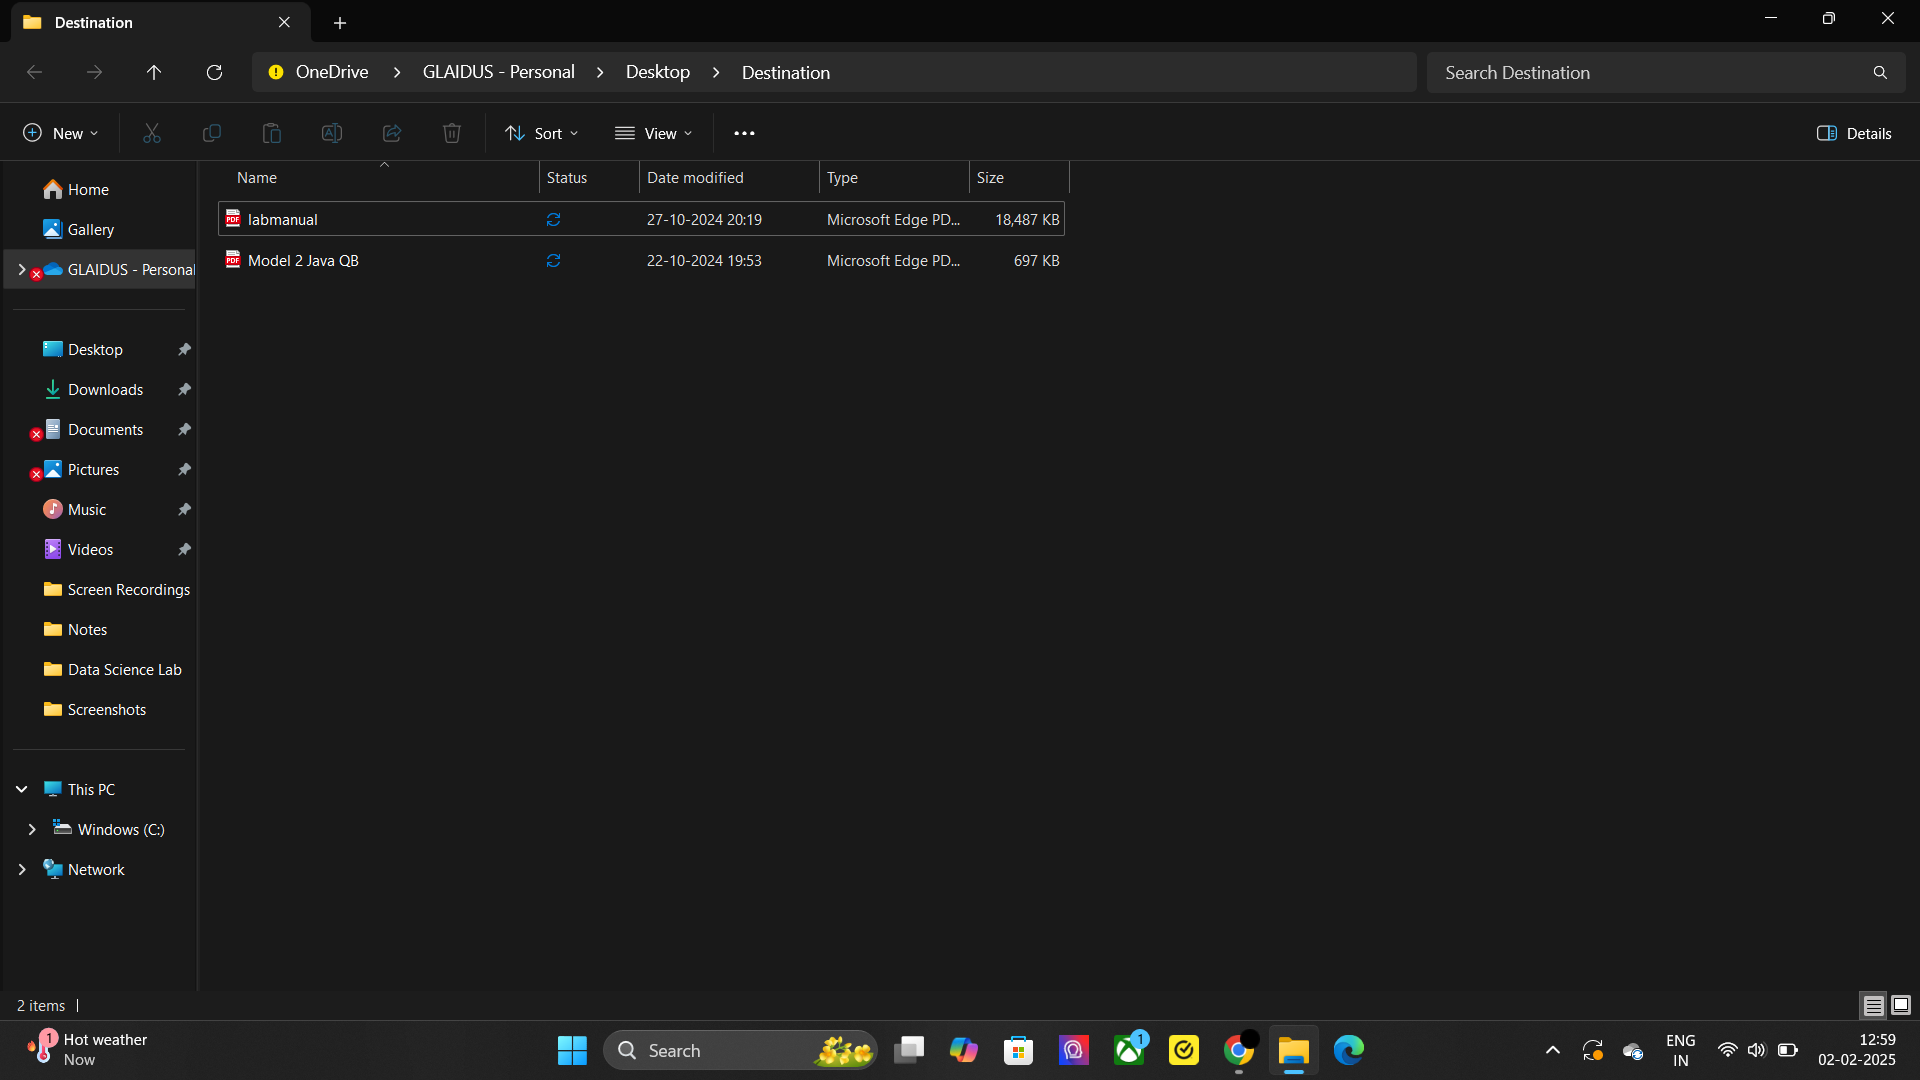 Destination
OneDrive > GLAIDUS - Personal > Desktop > Destination
Search Destination
New
Sort
View
Details
Name Status Date modified Type Size
labmanual 27-10-2024 20:19 Microsoft Edge PD... 18,487 KB
Model 2 Java QB 22-10-2024 19:53 Microsoft Edge PD... 697 KB
Home
Gallery
GLAIDUS - Personal
Desktop
Downloads
Documents
Pictures
Music
Videos
Screen Recordings
Notes
Data Science Lab
Screenshots
This PC
Windows (C:)
Network
2 items
1
Hot weather
Now
Search
1
ENG
IN
12:59
02-02-2025